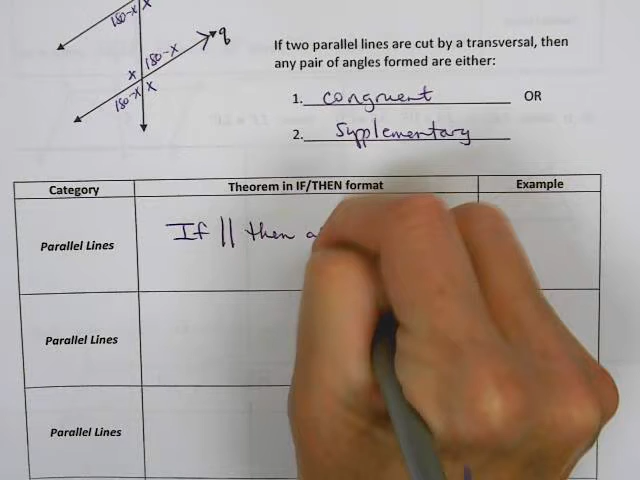 180-x x
q
x 180-x
180-x x
If two parallel lines are cut by a transversal, then
any pair of angles formed are either:
1. congruent OR
2. Supplementary
Category Theorem in IF/THEN format Example
Parallel Lines If || then a
Parallel Lines
Parallel Lines